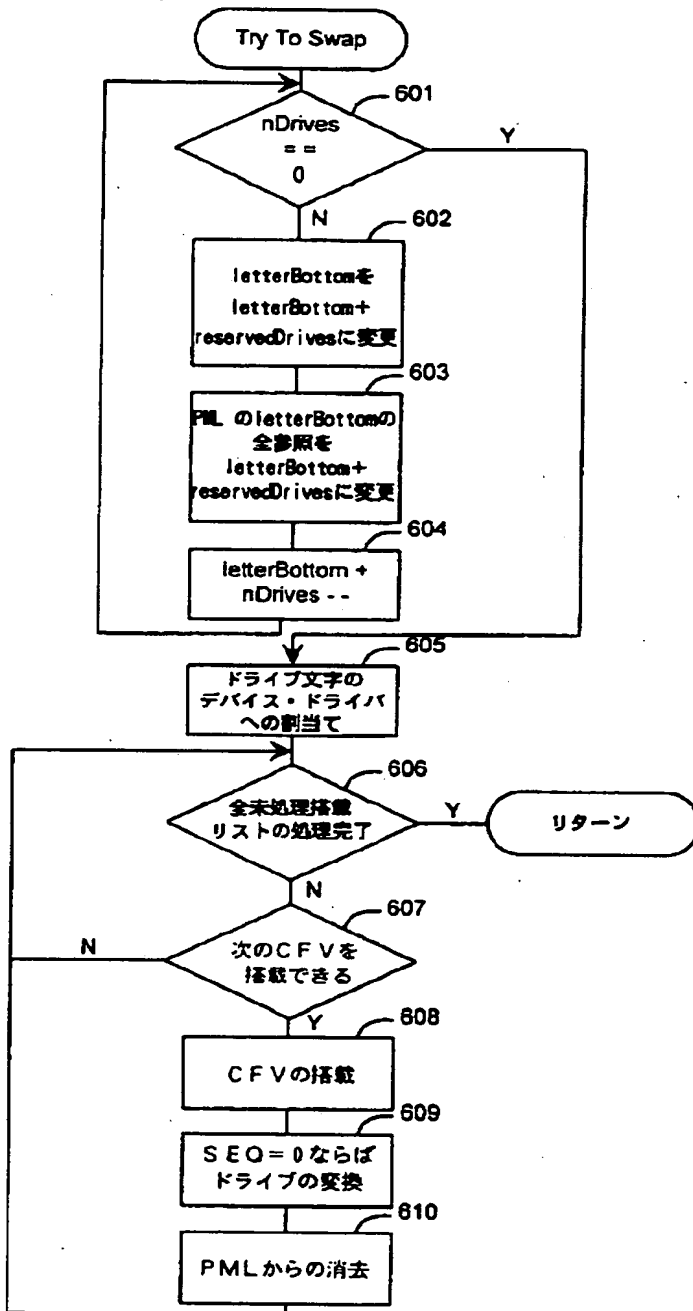 Try To Swap
601
nDrives
==
0
Y
N
602
letterBottomを
letterBottom+
reservedDrivesに変更
603
PML のletterBottomの
全参照を
letterBottom+
reservedDrivesに変更
604
letterBottom +
nDrives --
605
ドライブ文字の
デバイス・ドライバ
への割当て
606
全未処理搭載
リストの処理完了
Y
リターン
N
607
次のCFVを
搭載できる
N
Y
608
CFVの搭載
609
SEQ=0ならば
ドライブの変換
610
PMLからの消去